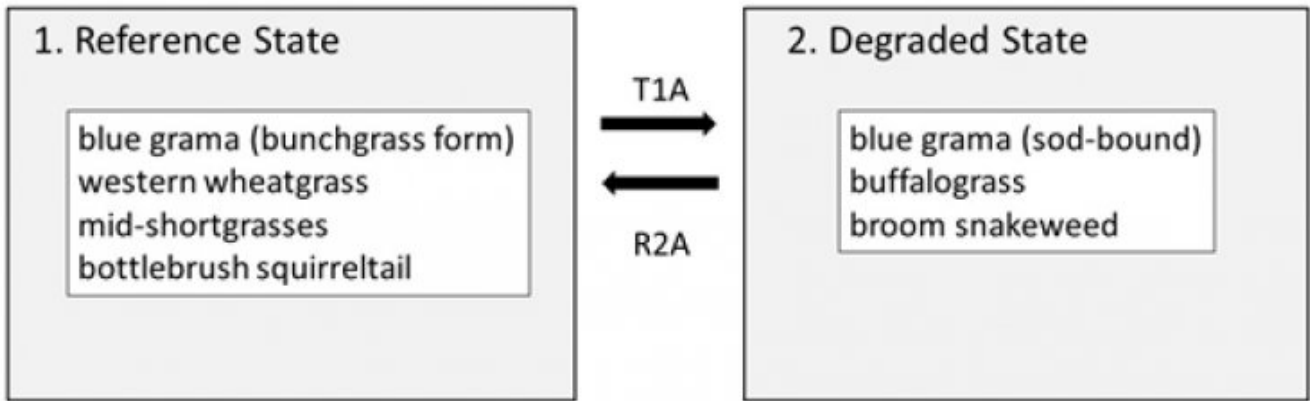 1. Reference State
blue grama (bunchgrass form)
western wheatgrass
mid-shortgrasses
bottlebrush squirreltail
T1A
R2A
2. Degraded State
blue grama (sod-bound)
buffalograss
broom snakeweed